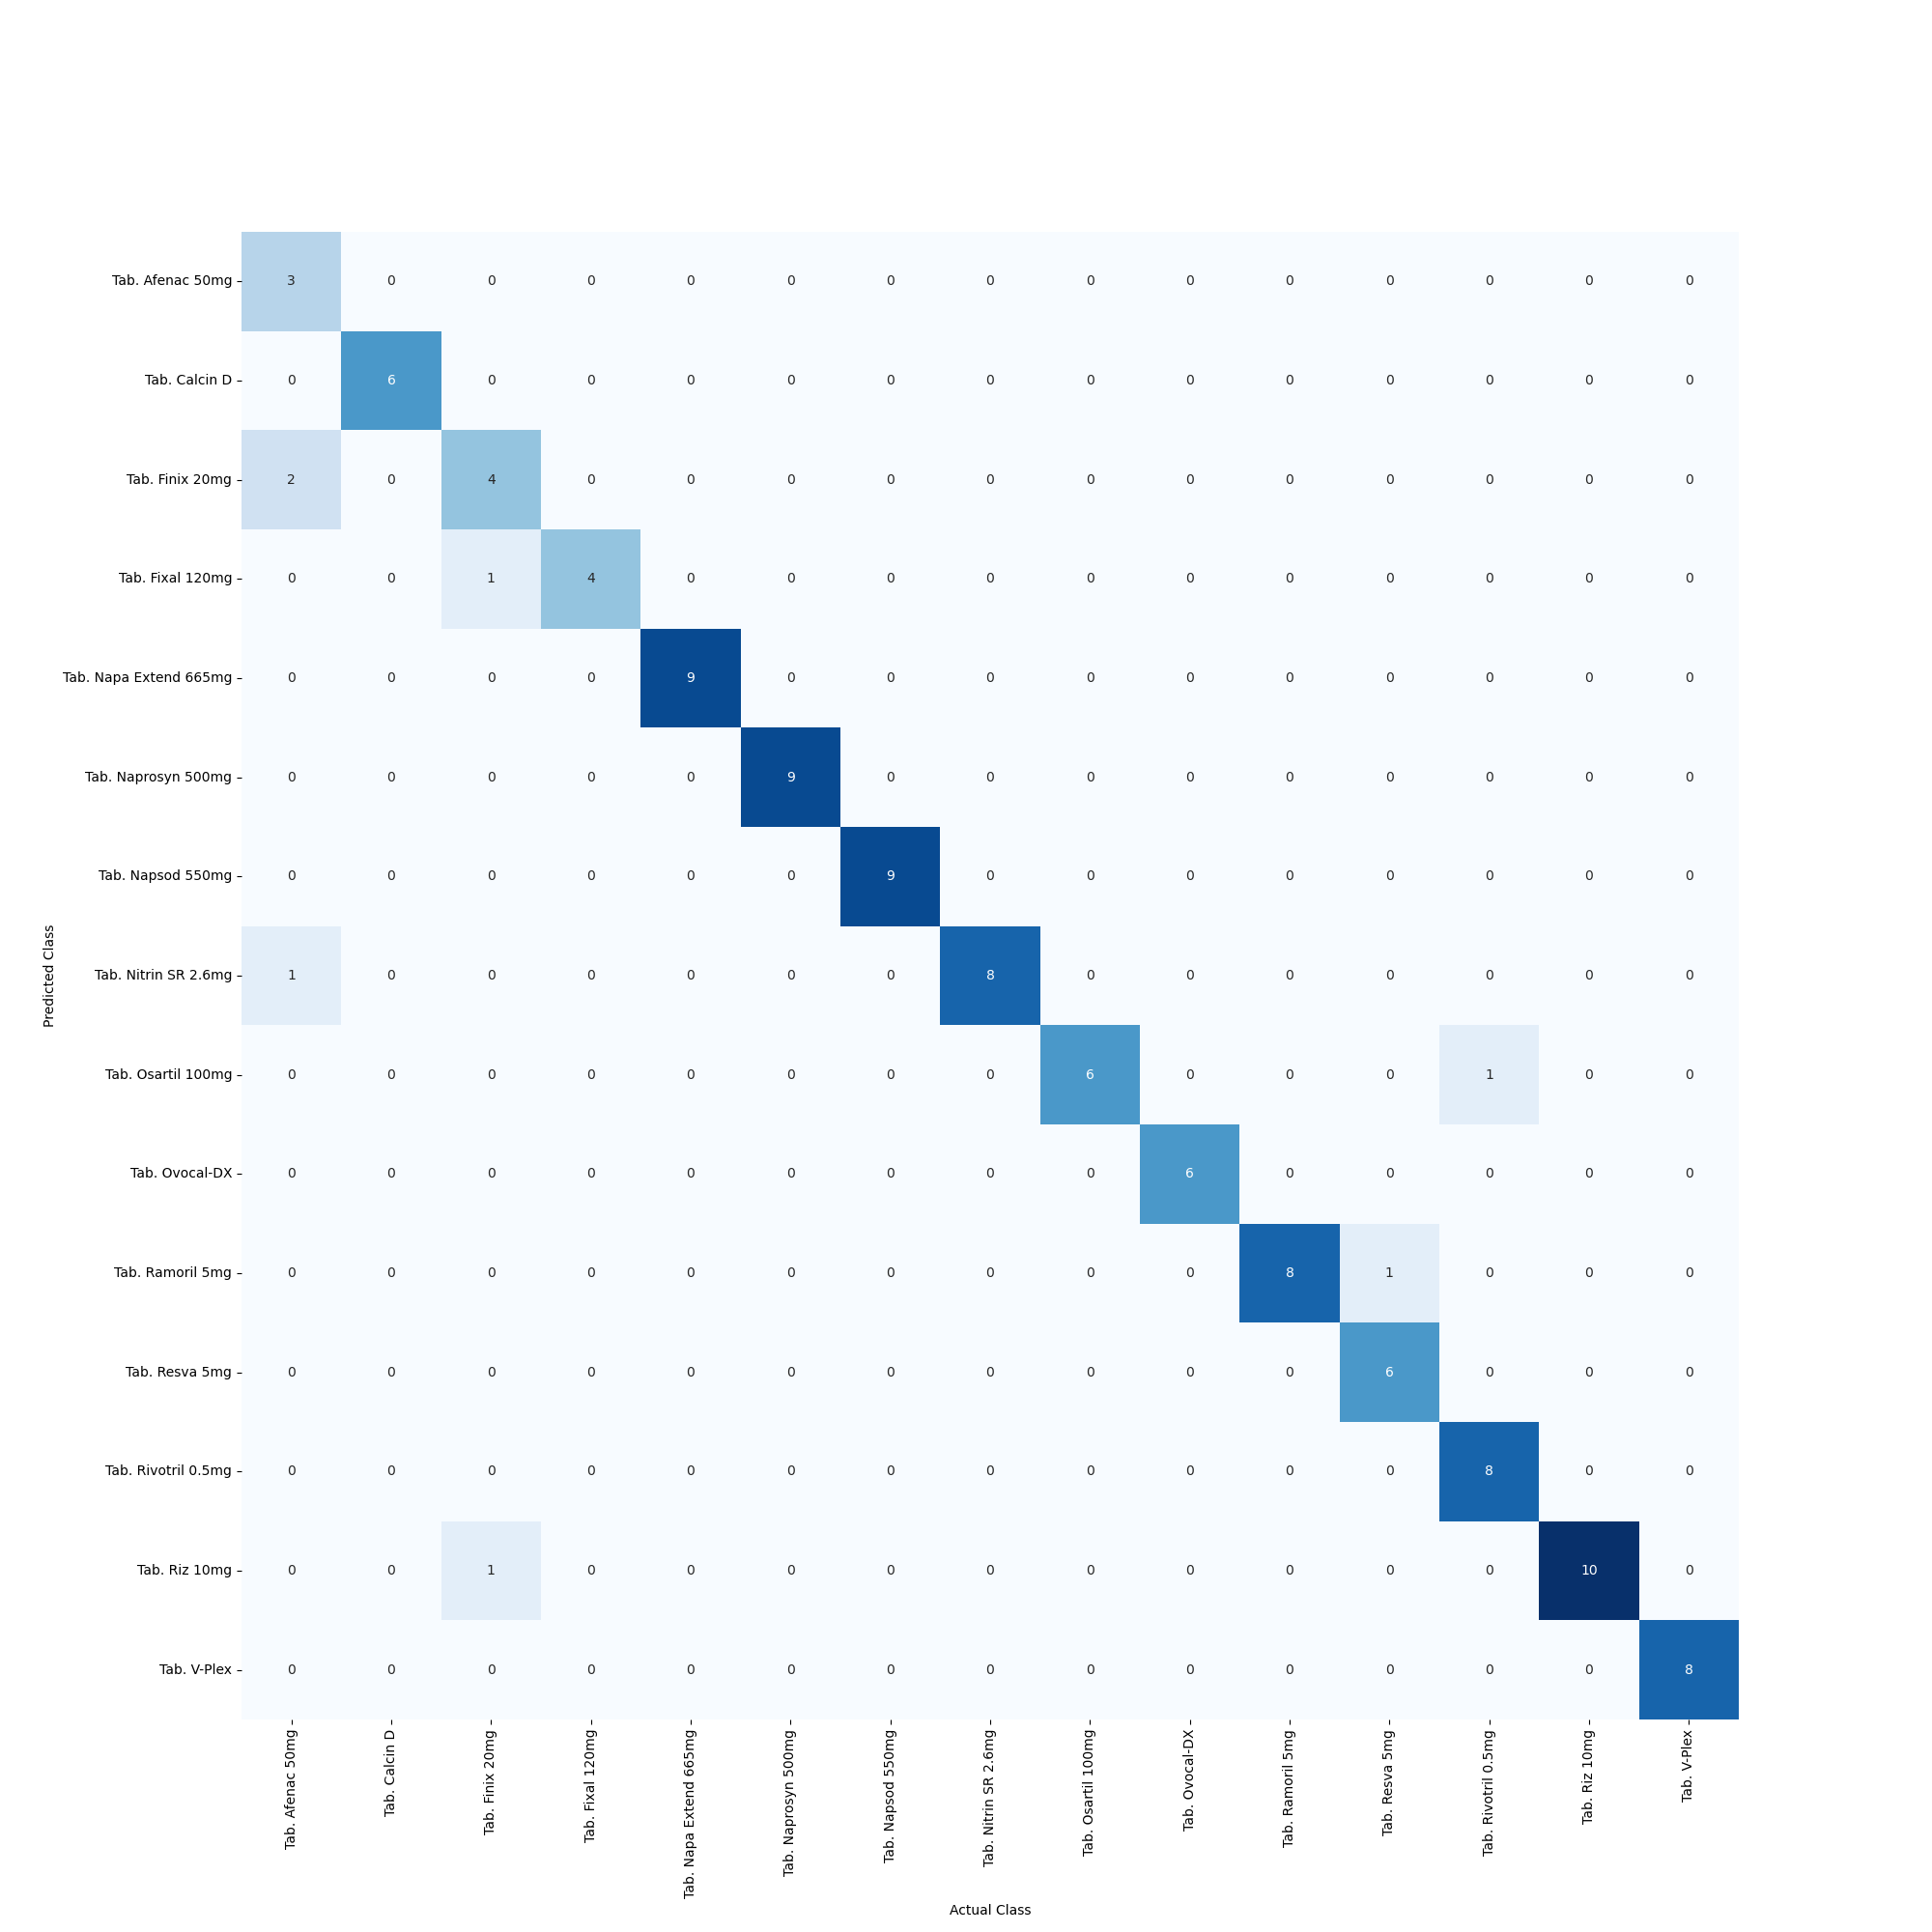 Tab. Afenac 50mg 3 0 0 0 0 0 0 0 0 0 0 0 0 0 0
Tab. Calcin D 0 6 0 0 0 0 0 0 0 0 0 0 0 0 0
Tab. Finix 20mg 2 0 4 0 0 0 0 0 0 0 0 0 0 0 0
Tab. Fixal 120mg 0 0 1 4 0 0 0 0 0 0 0 0 0 0 0
Tab. Napa Extend 665mg 0 0 0 0 9 0 0 0 0 0 0 0 0 0 0
Tab. Naprosyn 500mg 0 0 0 0 0 9 0 0 0 0 0 0 0 0 0
Tab. Napsod 550mg 0 0 0 0 0 0 9 0 0 0 0 0 0 0 0
Predicted Class
Tab. Nitrin SR 2.6mg 1 0 0 0 0 0 0 8 0 0 0 0 0 0 0
Tab. Osartil 100mg 0 0 0 0 0 0 0 0 6 0 0 0 1 0 0
Tab. Ovocal-DX 0 0 0 0 0 0 0 0 0 6 0 0 0 0 0
Tab. Ramoril 5mg 0 0 0 0 0 0 0 0 0 0 8 1 0 0 0
Tab. Resva 5mg 0 0 0 0 0 0 0 0 0 0 0 6 0 0 0
Tab. Rivotril 0.5mg 0 0 0 0 0 0 0 0 0 0 0 0 8 0 0
Tab. Riz 10mg 0 0 1 0 0 0 0 0 0 0 0 0 0 10 0
Tab. V-Plex 0 0 0 0 0 0 0 0 0 0 0 0 0 0 8
Tab. Afenac 50mg
Tab. Calcin D
Tab. Finix 20mg
Tab. Fixal 120mg
Tab. Napa Extend 665mg
Tab. Naprosyn 500mg
Tab. Napsod 550mg
Tab. Nitrin SR 2.6mg
Tab. Osartil 100mg
Tab. Ovocal-DX
Tab. Ramoril 5mg
Tab. Resva 5mg
Tab. Rivotril 0.5mg
Tab. Riz 10mg
Tab. V-Plex
Actual Class